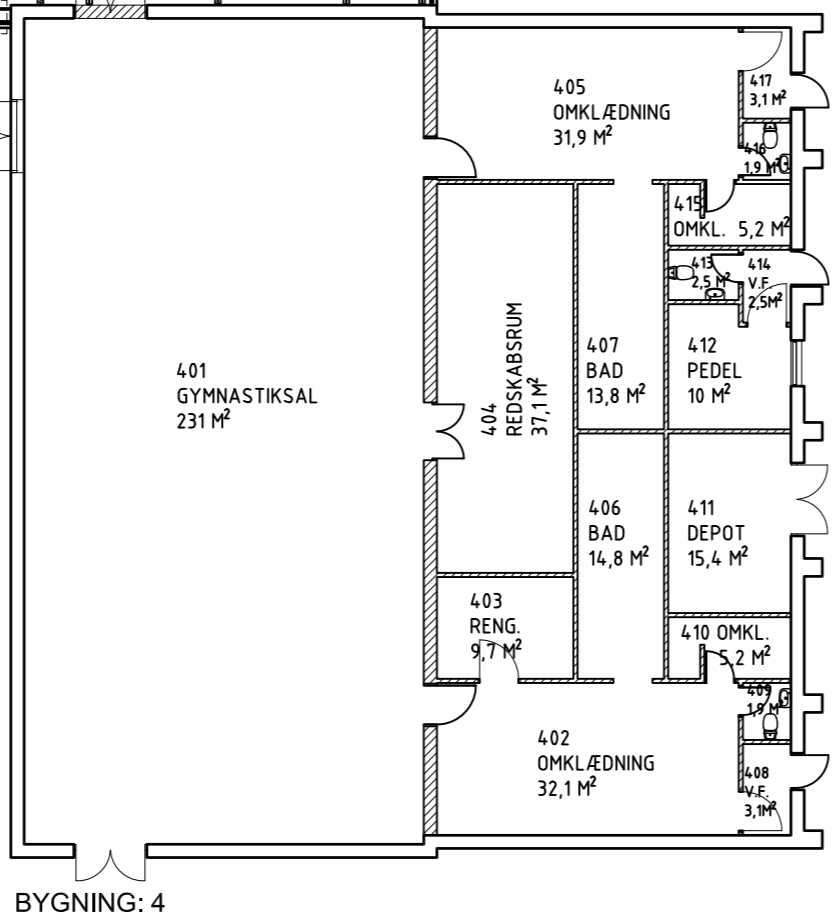 417
3,1 M²
405
OMKLÆDNING
31,9 M²
416
1,9 M²
415
OMKL. 5,2 M²
413
2,5 M²
414
V.F.
2,5M²
401
GYMNASTIKSAL
231 M²
404
REDSKABSRUM
37,1 M²
407
BAD
13,8 M²
412
PEDEL
10 M²
406
BAD
14,8 M²
411
DEPOT
15,4 M²
403
RENG.
9,7 M²
410 OMKL.
5,2 M²
409
1,9 M²
402
OMKLÆDNING
32,1 M²
408
V.F.
3,1M²
BYGNING: 4